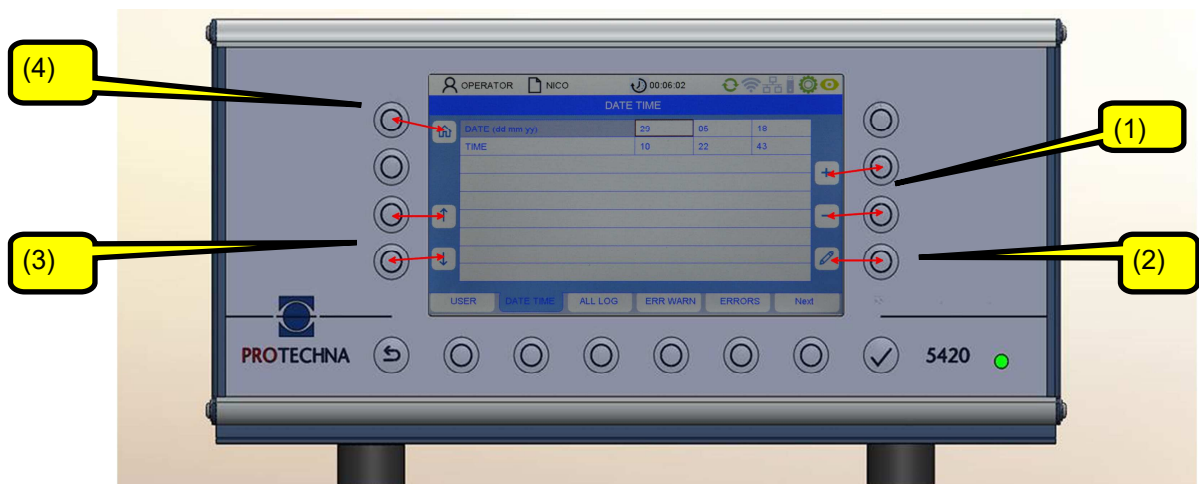 (4)
OPERATOR NICO 00:06:02
DATE TIME
DATE (dd mm yy) 29 05 18
TIME 10 22 43
(1)
(3)
(2)
USER DATE TIME ALL LOG ERR WARN ERRORS Next
PROTECHNA 5420